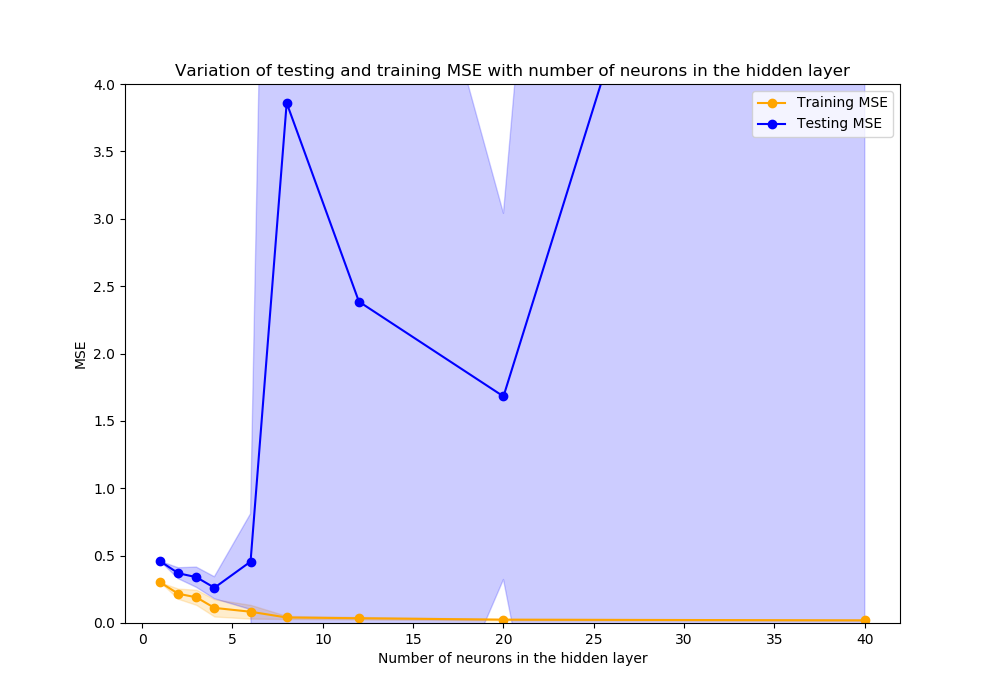 Variation of testing and training MSE with number of neurons in the hidden layer
Training MSE
Testing MSE
MSE
4.0
3.5
3.0
2.5
2.0
1.5
1.0
0.5
0.0
0 5 10 15 20 25 30 35 40
Number of neurons in the hidden layer